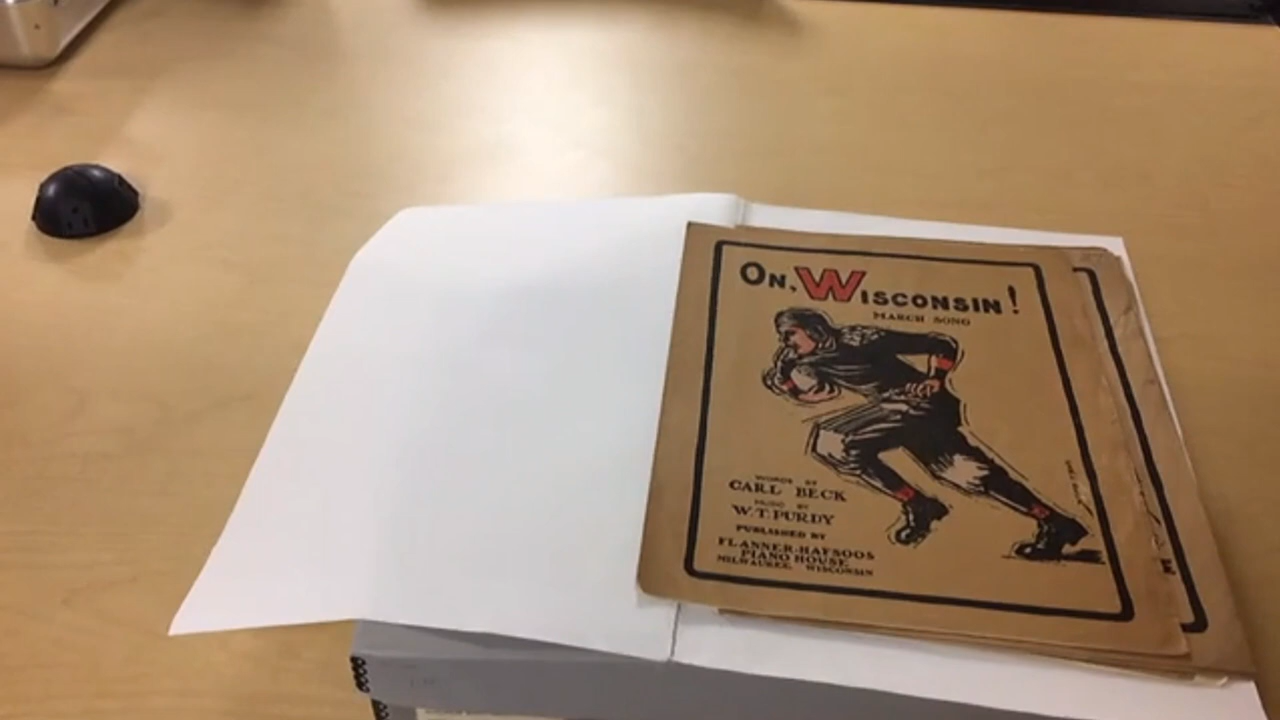 ON, WISCONSIN!
MARCH SONG
WORDS BY
CARL BECK
MUSIC BY
W.T. PURDY
PUBLISHED BY
FLANNER-HAFSOOS
PIANO HOUSE
MILWAUKEE, WISCONSIN